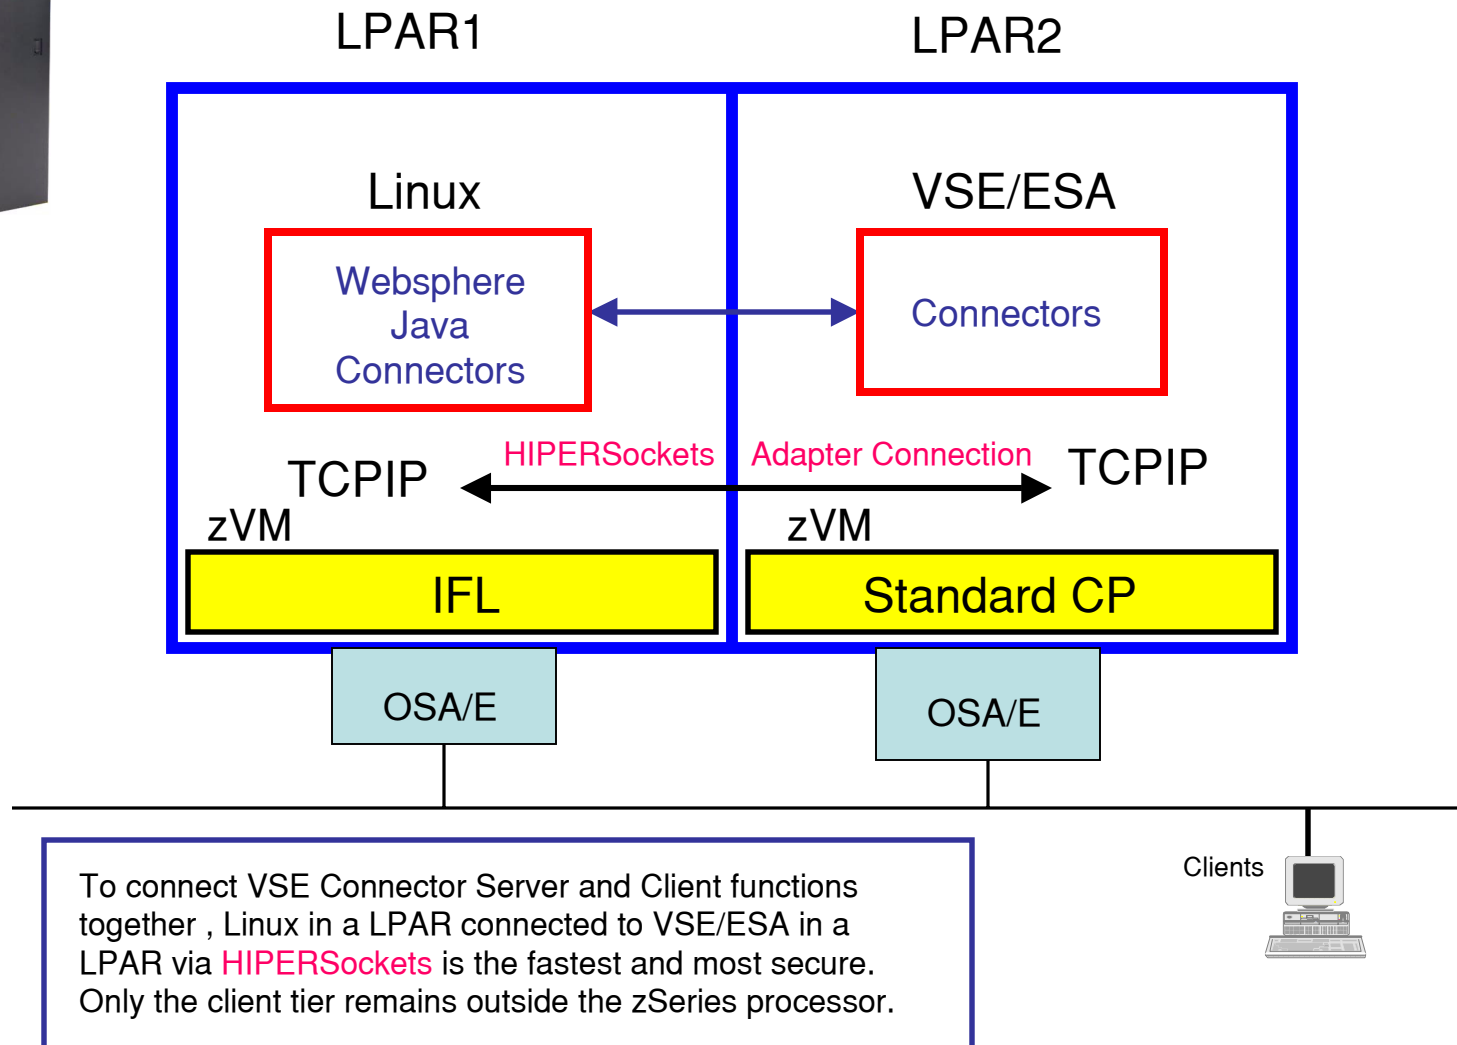 LPAR1
LPAR2
Linux
VSE/ESA
Websphere
Java
Connectors
Connectors
HIPERSockets
Adapter Connection
TCPIP
TCPIP
zVM
zVM
IFL
Standard CP
OSA/E
OSA/E
Clients
To connect VSE Connector Server and Client functions
together , Linux in a LPAR connected to VSE/ESA in a
LPAR via HIPERSockets is the fastest and most secure.
Only the client tier remains outside the zSeries processor.